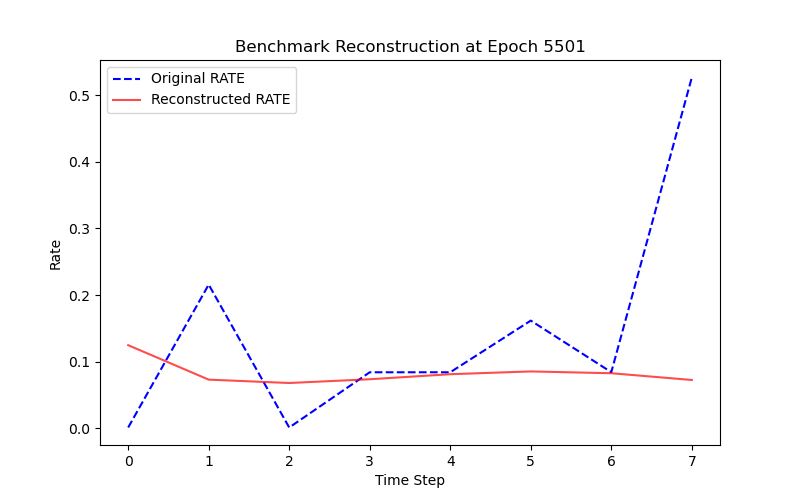 Benchmark Reconstruction at Epoch 5501
Original RATE
Reconstructed RATE
0.5
0.4
0.3
0.2
0.1
0.0
Rate
0 1 2 3 4 5 6 7
Time Step